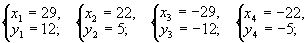 {x₁ = 29, {x₂ = 22, {x₃ = −29, {x₄ = −22,
y₁ = 12; y₂ = 5; y₃ = −12; y₄ = −5;